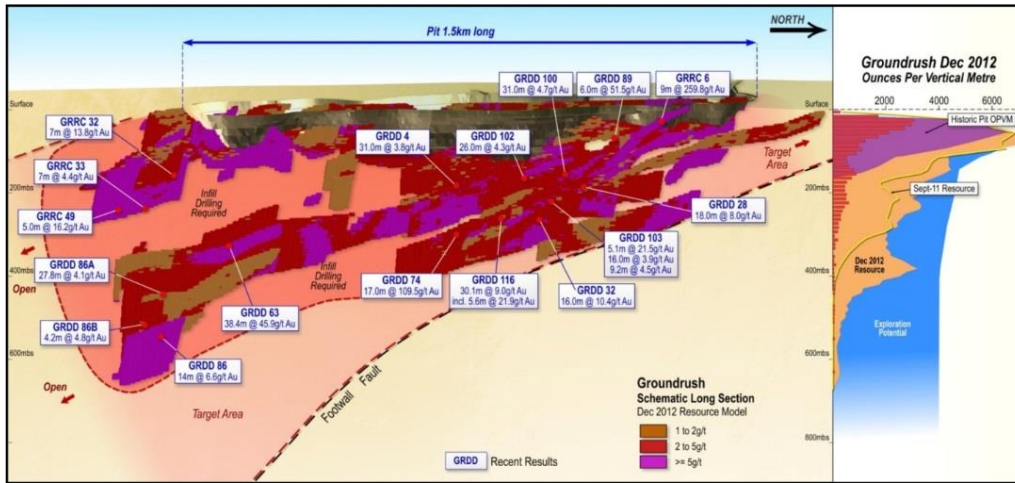 Pit 1.5km long
NORTH
GRDD 100
31.0m @ 4.7g/t Au
GRDD 89
6.0m @ 51.5g/t Au
GRRC 6
9m @ 259.8g/t Au
Surface
GRRC 32
7m @ 13.8g/t Au
GRDD 4
31.0m @ 3.8g/t Au
GRDD 102
26.0m @ 4.3g/t Au
Target
Area
GRRC 33
7m @ 4.4g/t Au
200mbs
Infill
Drilling
Required
GRRC 49
5.0m @ 16.2g/t Au
GRDD 28
18.0m @ 8.0g/t Au
GRDD 103
5.1m @ 21.5g/t Au
16.0m @ 3.9g/t Au
9.2m @ 4.5g/t Au
GRDD 86A
27.8m @ 4.1g/t Au
400mbs
Open
Infill
Drilling
Required
GRDD 74
17.0m @ 109.5g/t Au
GRDD 116
30.1m @ 9.0g/t Au
incl. 5.6m @ 21.9g/t Au
GRDD 32
16.0m @ 10.4g/t Au
GRDD 86B
4.2m @ 4.8g/t Au
GRDD 63
38.4m @ 45.9g/t Au
600mbs
GRDD 86
14m @ 6.6g/t Au
Open
Target Area
Footwall Fault
GRDD Recent Results
Groundrush
Schematic Long Section
Dec 2012 Resource Model
1 to 2g/t
2 to 5g/t
>= 5g/t
Groundrush Dec 2012
Ounces Per Vertical Metre
2000 4000 6000
Surface
Historic Pit OPVM
200mbs
Sept-11 Resource
Dec 2012
Resource
400mbs
Exploration
Potential
600mbs
800mbs